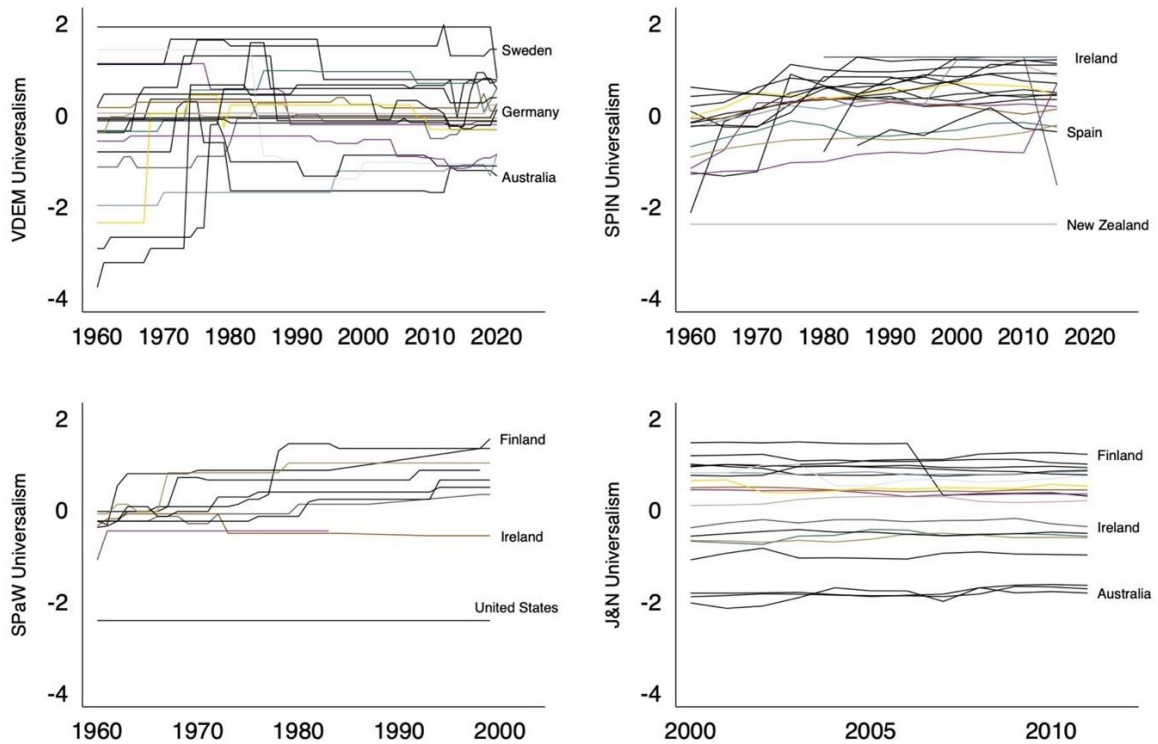 VDEM Universalism
2
0
-2
-4
Sweden
Germany
Australia
1960 1970 1980 1990 2000 2010 2020
SPIN Universalism
2
0
-2
-4
Ireland
Spain
New Zealand
1960 1970 1980 1990 2000 2010 2020
SPaW Universalism
2
0
-2
-4
Finland
Ireland
United States
1960 1970 1980 1990 2000
J&N Universalism
2
0
-2
-4
Finland
Ireland
Australia
2000 2005 2010